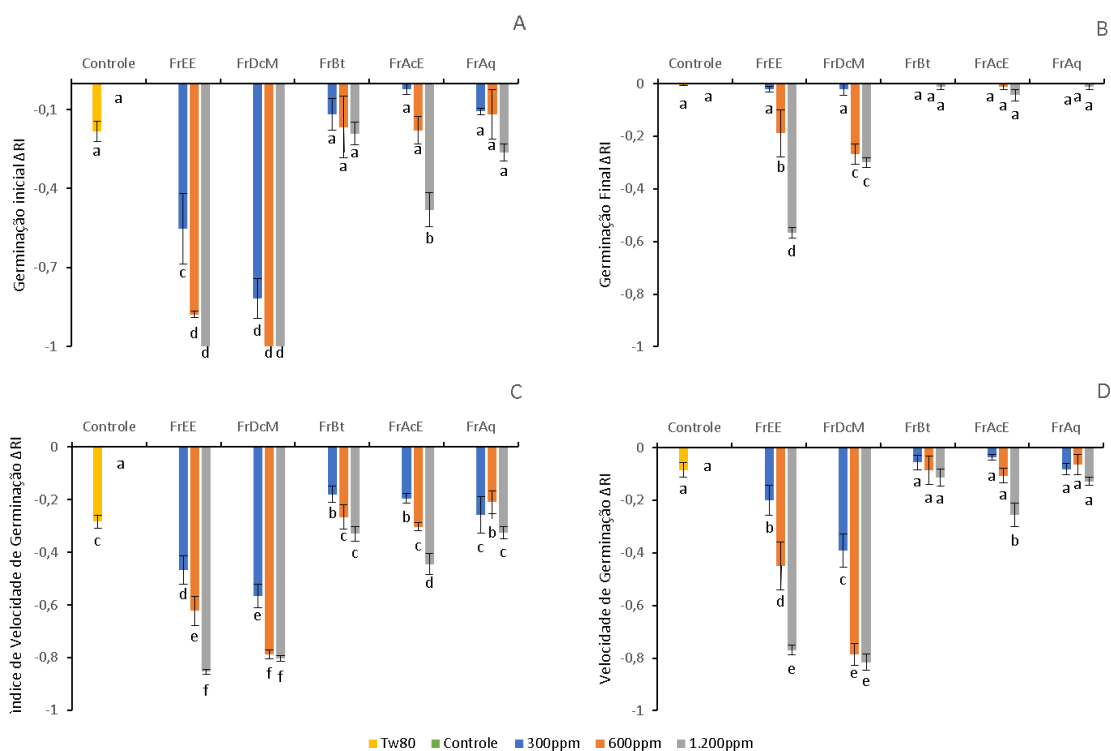 A
Controle FrEE FrDcM FrBt FrAcE FrAq
Germinação inicial ΔRI
-0,1
-0,4
-0,7
-1
a a c d d d d d a a a a a b a a a
B
Controle FrEE FrDcM FrBt FrAcE FrAq
Germinação Final ΔRI
0
-0,2
-0,4
-0,6
-0,8
-1
a a a b d a c c a a a a a a a a a
C
Controle FrEE FrDcM FrBt FrAcE FrAq
Índice de Velocidade de Germinação ΔRI
0
-0,2
-0,4
-0,6
-0,8
-1
c a d e f e f f b c c b c d c b c
D
Controle FrEE FrDcM FrBt FrAcE FrAq
Velocidade de Germinação ΔRI
0
-0,2
-0,4
-0,6
-0,8
-1
a a b d e c e e a a a a a b a a a
Tw80 Controle 300ppm 600ppm 1.200ppm